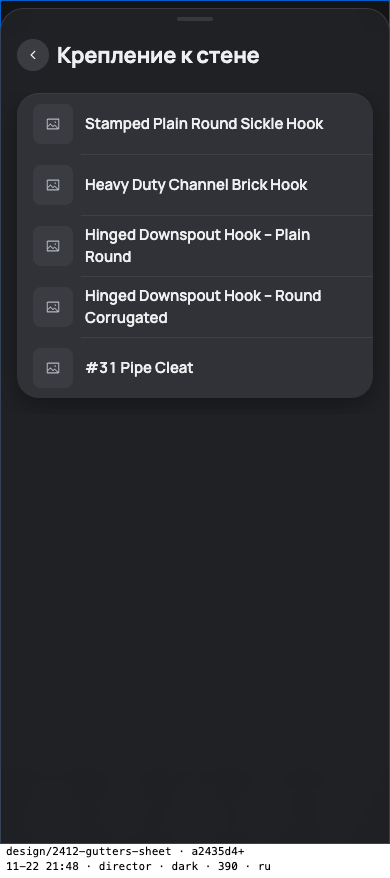 Крепление к стене
Stamped Plain Round Sickle Hook
Heavy Duty Channel Brick Hook
Hinged Downspout Hook – Plain
Round
Hinged Downspout Hook – Round
Corrugated
#31 Pipe Cleat
design/2412-gutters-sheet · a2435d4+
11-22 21:48 · director · dark · 390 · ru